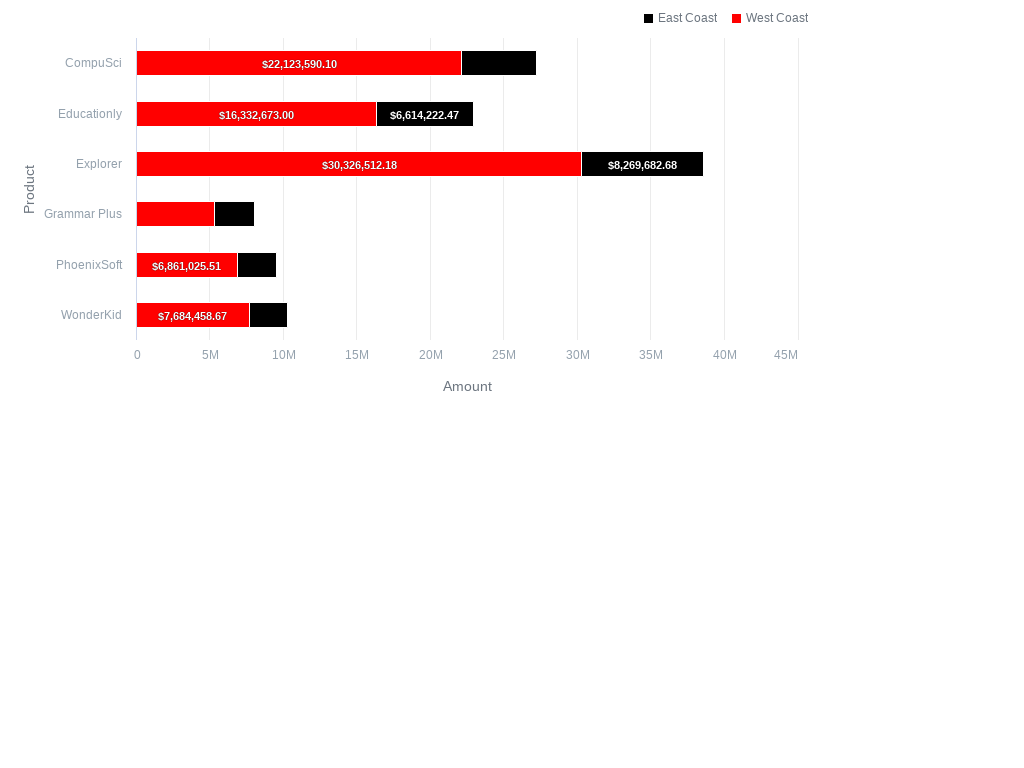 East Coast West Coast
CompuSci $22,123,590.10
Educationly $16,332,673.00 $6,614,222.47
Explorer $30,326,512.18 $8,269,682.68
Product
Grammar Plus
PhoenixSoft $6,861,025.51
WonderKid $7,684,458.67
0 5M 10M 15M 20M 25M 30M 35M 40M 45M
Amount